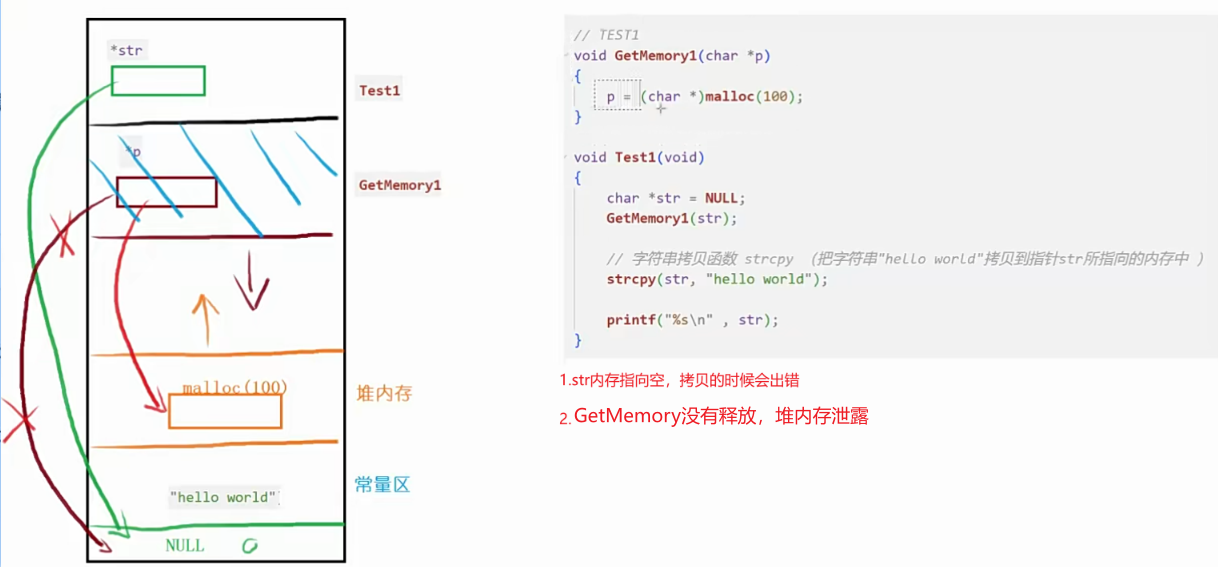 *str
Test1
*p
GetMemory1
malloc(100)
堆内存
常量区
"hello world"
NULL 0
// TEST1
void GetMemory1(char *p)
{
p = (char *)malloc(100);
}
void Test1(void)
{
char *str = NULL;
GetMemory1(str);
// 字符串拷贝函数 strcpy （把字符串"hello world"拷贝到指针str所指向的内存中 ）
strcpy(str, "hello world");
printf("%s\n" , str);
}
1.str内存指向空，拷贝的时候会出错
2.GetMemory没有释放，堆内存泄露